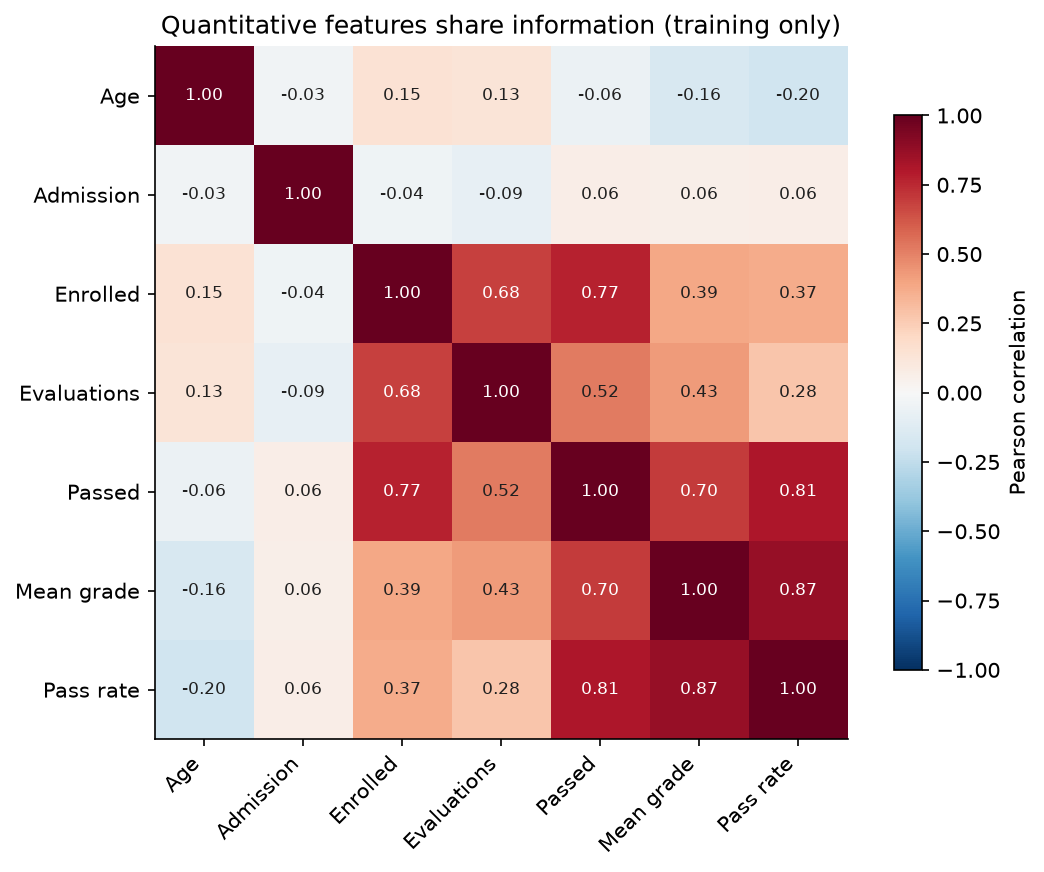 Quantitative features share information (training only)
Age 1.00 -0.03 0.15 0.13 -0.06 -0.16 -0.20
Admission -0.03 1.00 -0.04 -0.09 0.06 0.06 0.06
Enrolled 0.15 -0.04 1.00 0.68 0.77 0.39 0.37
Evaluations 0.13 -0.09 0.68 1.00 0.52 0.43 0.28
Passed -0.06 0.06 0.77 0.52 1.00 0.70 0.81
Mean grade -0.16 0.06 0.39 0.43 0.70 1.00 0.87
Pass rate -0.20 0.06 0.37 0.28 0.81 0.87 1.00
Age Admission Enrolled Evaluations Passed Mean grade Pass rate
1.00
0.75
0.50
0.25
0.00
−0.25
−0.50
−0.75
−1.00
Pearson correlation